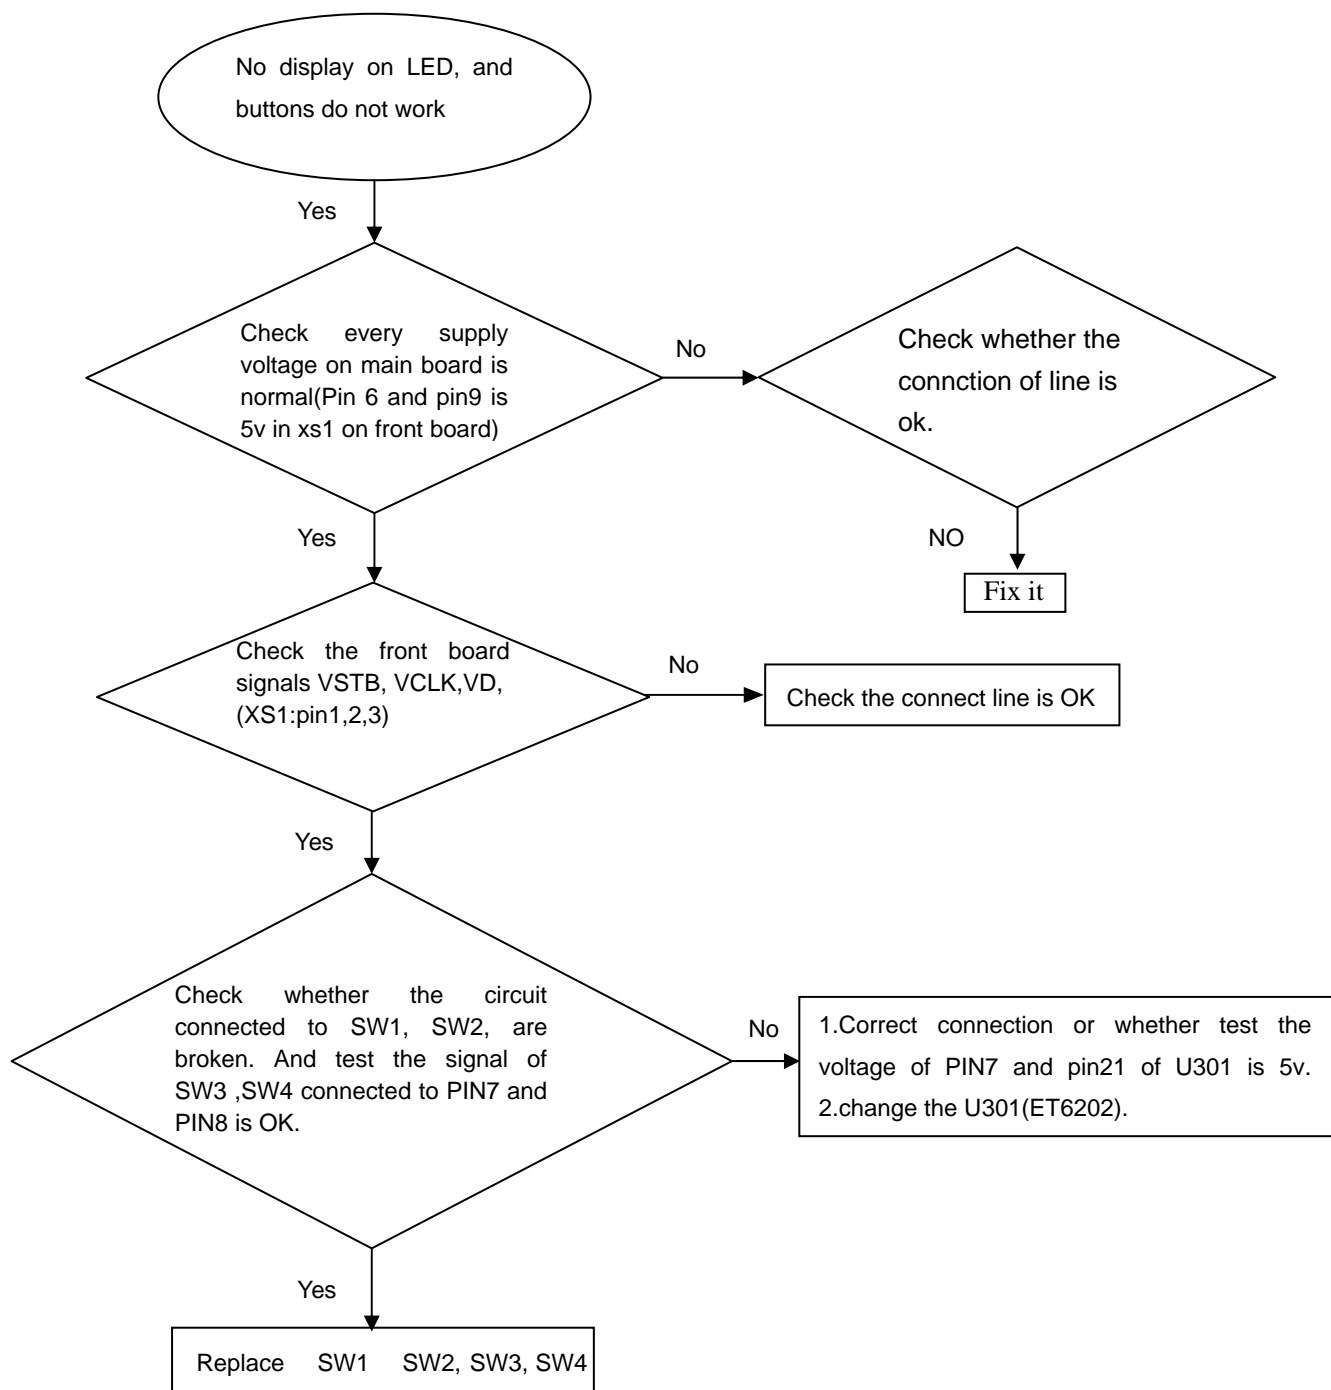 No display on LED, and
buttons do not work
Yes
Check every supply
voltage on main board is
normal(Pin 6 and pin9 is
5v in xs1 on front board)
No
Check whether the
connction of line is
ok.
Yes
NO
Fix it
Check the front board
signals VSTB, VCLK,VD,
(XS1:pin1,2,3)
No
Check the connect line is OK
Yes
Check whether the circuit
connected to SW1, SW2, are
broken. And test the signal of
SW3 ,SW4 connected to PIN7 and
PIN8 is OK.
No
1.Correct connection or whether test the
voltage of PIN7 and pin21 of U301 is 5v.
2.change the U301(ET6202).
Yes
Replace SW1 SW2, SW3, SW4